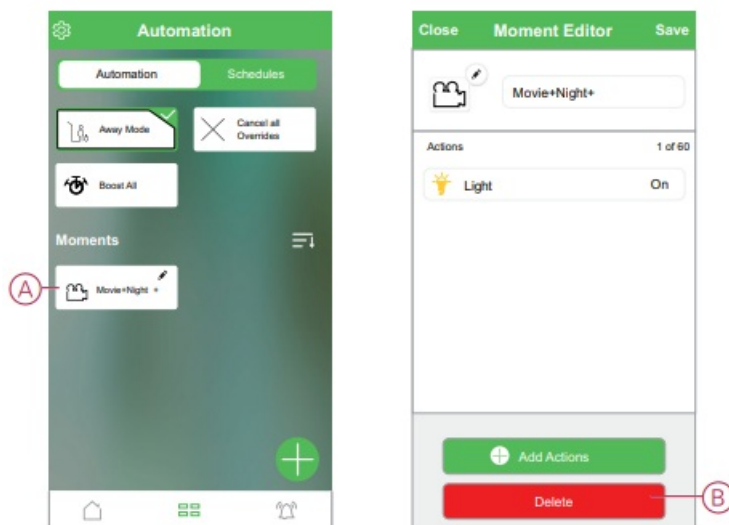 Automation
Automation Schedules
Away Mode
Cancel all
Overrides
Boost All
Moments
A
Movie+Night +
Close Moment Editor Save
Movie+Night+
Actions 1 of 60
Light On
Add Actions
Delete
B